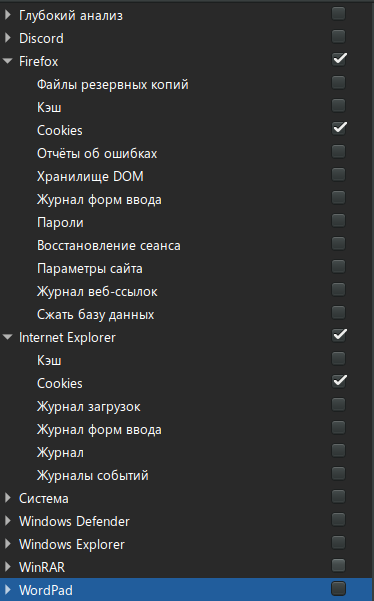 Глубокий анализ
Discord
Firefox
Файлы резервных копий
Кэш
Cookies
Отчёты об ошибках
Хранилище DOM
Журнал форм ввода
Пароли
Восстановление сеанса
Параметры сайта
Журнал веб-ссылок
Сжать базу данных
Internet Explorer
Кэш
Cookies
Журнал загрузок
Журнал форм ввода
Журнал
Журналы событий
Система
Windows Defender
Windows Explorer
WinRAR
WordPad